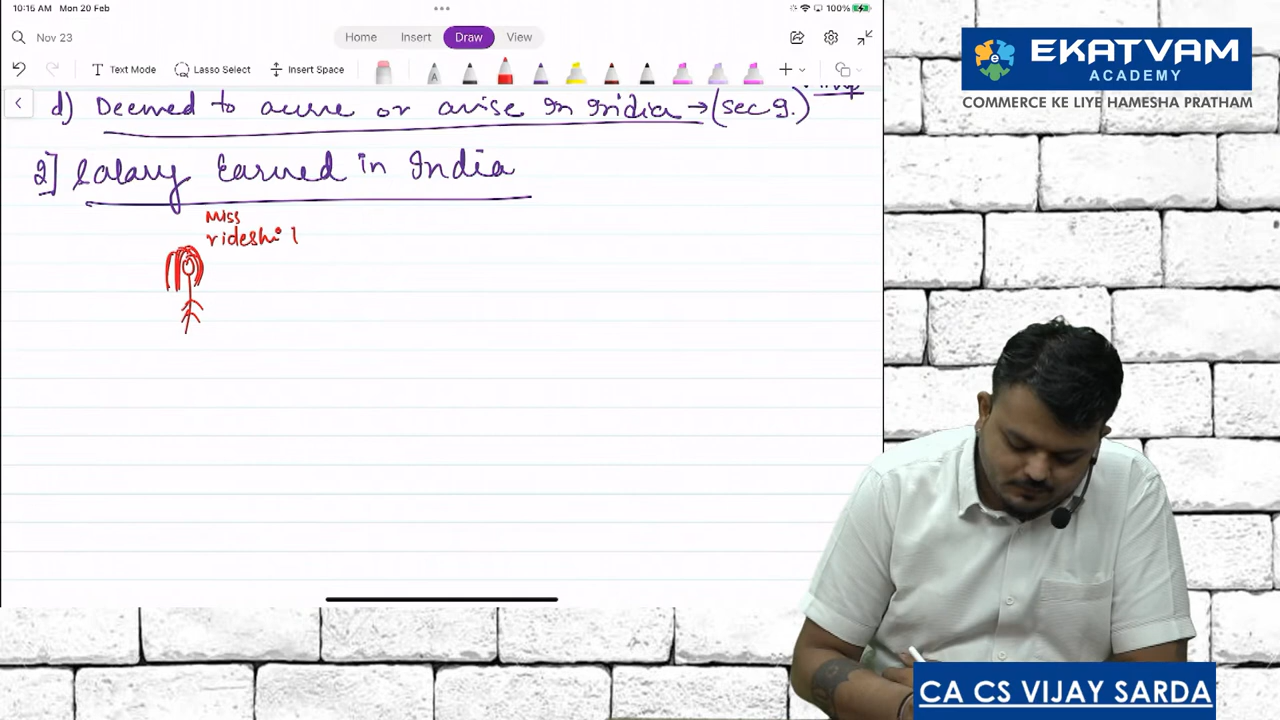 10:15 AM Mon 20 Feb
100%
Nov 23
Home Insert Draw View
Text Mode Lasso Select Insert Space
d) Deemed to accrue or arise in India → (sec 9.)
2] Salary Earned in India
Miss
EKATVAM
ACADEMY
COMMERCE KE LIYE HAMESHA PRATHAM
CA CS VIJAY SARDA